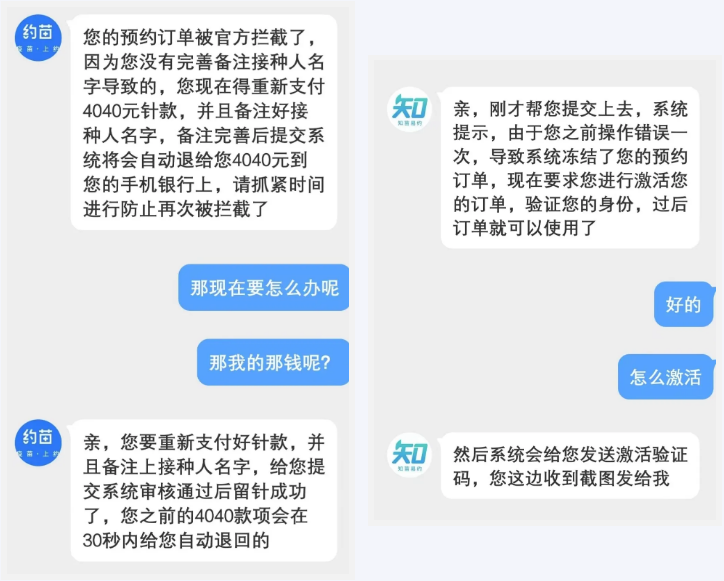 约苗
您的预约订单被官方拦截了，
因为您没有完善备注接种人名
字导致的，您现在得重新支付
4040元针款，并且备注好接
种人名字，备注完善后提交系
统将会自动退给您4040元到
您的手机银行上，请抓紧时间
进行防止再次被拦截了
那现在要怎么办呢
那我的那钱呢？
约苗
亲，您要重新支付好针款，并
且备注上接种人名字，给您提
交系统审核通过后留针成功
了，您之前的4040款项会在
30秒内给您自动退回的
知
知苗易约
亲，刚才帮您提交上去，系统
提示，由于您之前操作错误一
次，导致系统冻结了您的预约
订单，现在要求您进行激活您
的订单，验证您的身份，过后
订单就可以使用了
好的
怎么激活
知
知苗易约
然后系统会给您发送激活验证
码，您这边收到截图发给我